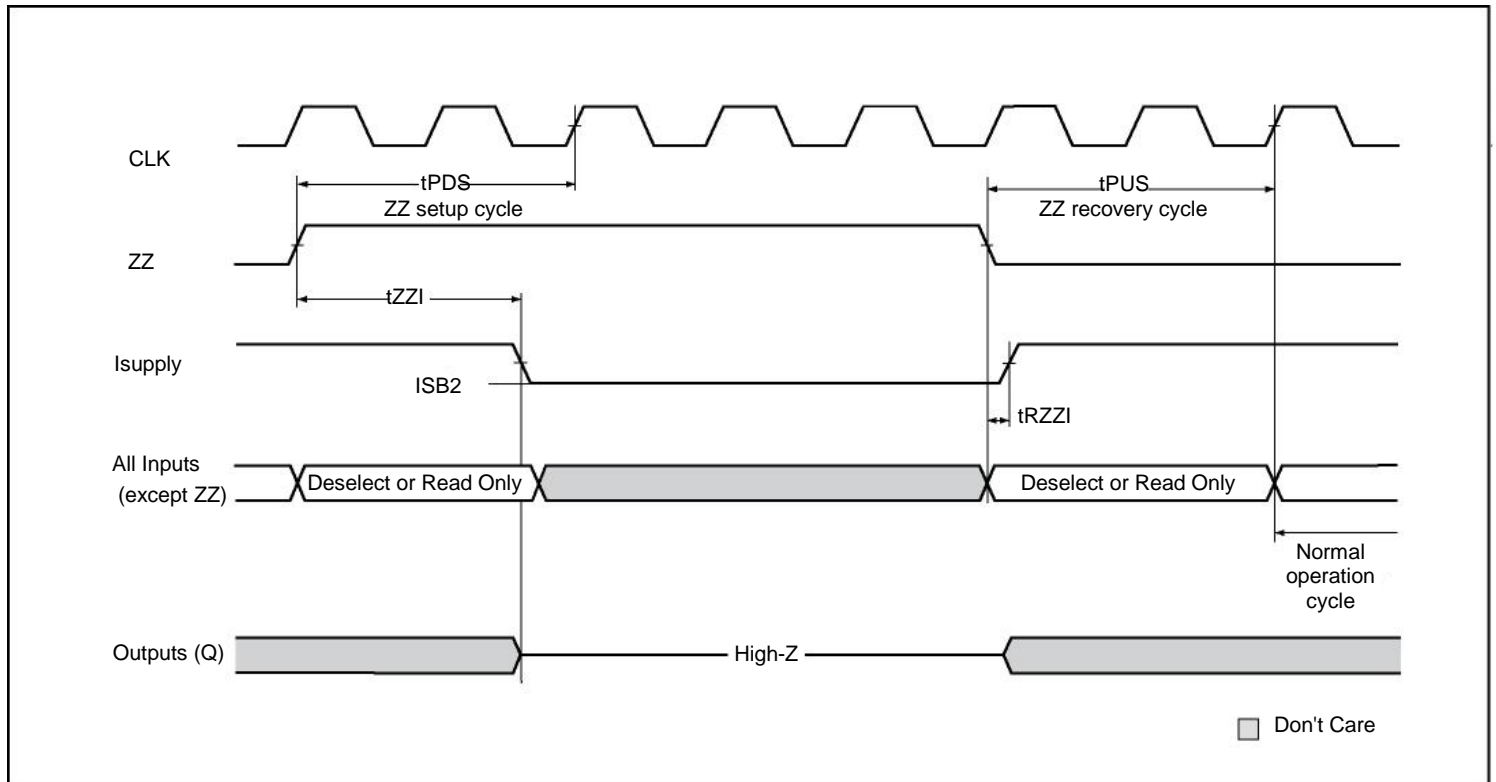 CLK
tPDS
ZZ setup cycle
tPUS
ZZ recovery cycle
ZZ
tZZI
Isupply
ISB2
tRZZI
All Inputs
(except ZZ)
Deselect or Read Only
Deselect or Read Only
Normal
operation
cycle
Outputs (Q)
High-Z
Don't Care